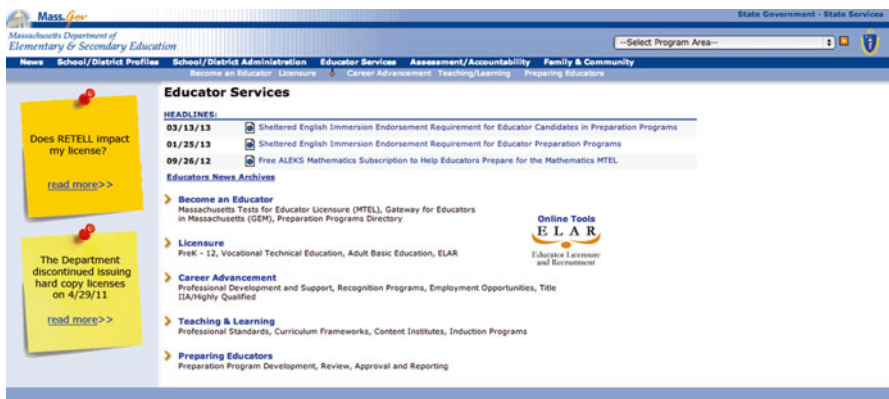 Mass.Gov
State Government - State Services
Massachusetts Department of
Elementary & Secondary Education
--Select Program Area--
News School/District Profiles School/District Administration Educator Services Assessment/Accountability Family & Community
Become an Educator Licensure Career Advancement Teaching/Learning Preparing Educators
Does RETELL impact
my license?
read more>>
The Department
discontinued issuing
hard copy licenses
on 4/29/11
read more>>
Educator Services
HEADLINES:
03/13/13 Sheltered English Immersion Endorsement Requirement for Educator Candidates in Preparation Programs
01/25/13 Sheltered English Immersion Endorsement Requirement for Educator Preparation Programs
09/26/12 Free ALEKS Mathematics Subscription to Help Educators Prepare for the Mathematics MTEL
Educators News Archives
Become an Educator
Massachusetts Tests for Educator Licensure (MTEL), Gateway for Educators
in Massachusetts (GEM), Preparation Programs Directory
Licensure
PreK - 12, Vocational Technical Education, Adult Basic Education, ELAR
Career Advancement
Professional Development and Support, Recognition Programs, Employment Opportunities, Title
IIA/Highly Qualified
Teaching & Learning
Professional Standards, Curriculum Frameworks, Content Institutes, Induction Programs
Preparing Educators
Preparation Program Development, Review, Approval and Reporting
Online Tools
ELAR
Educator Licensure
and Recruitment